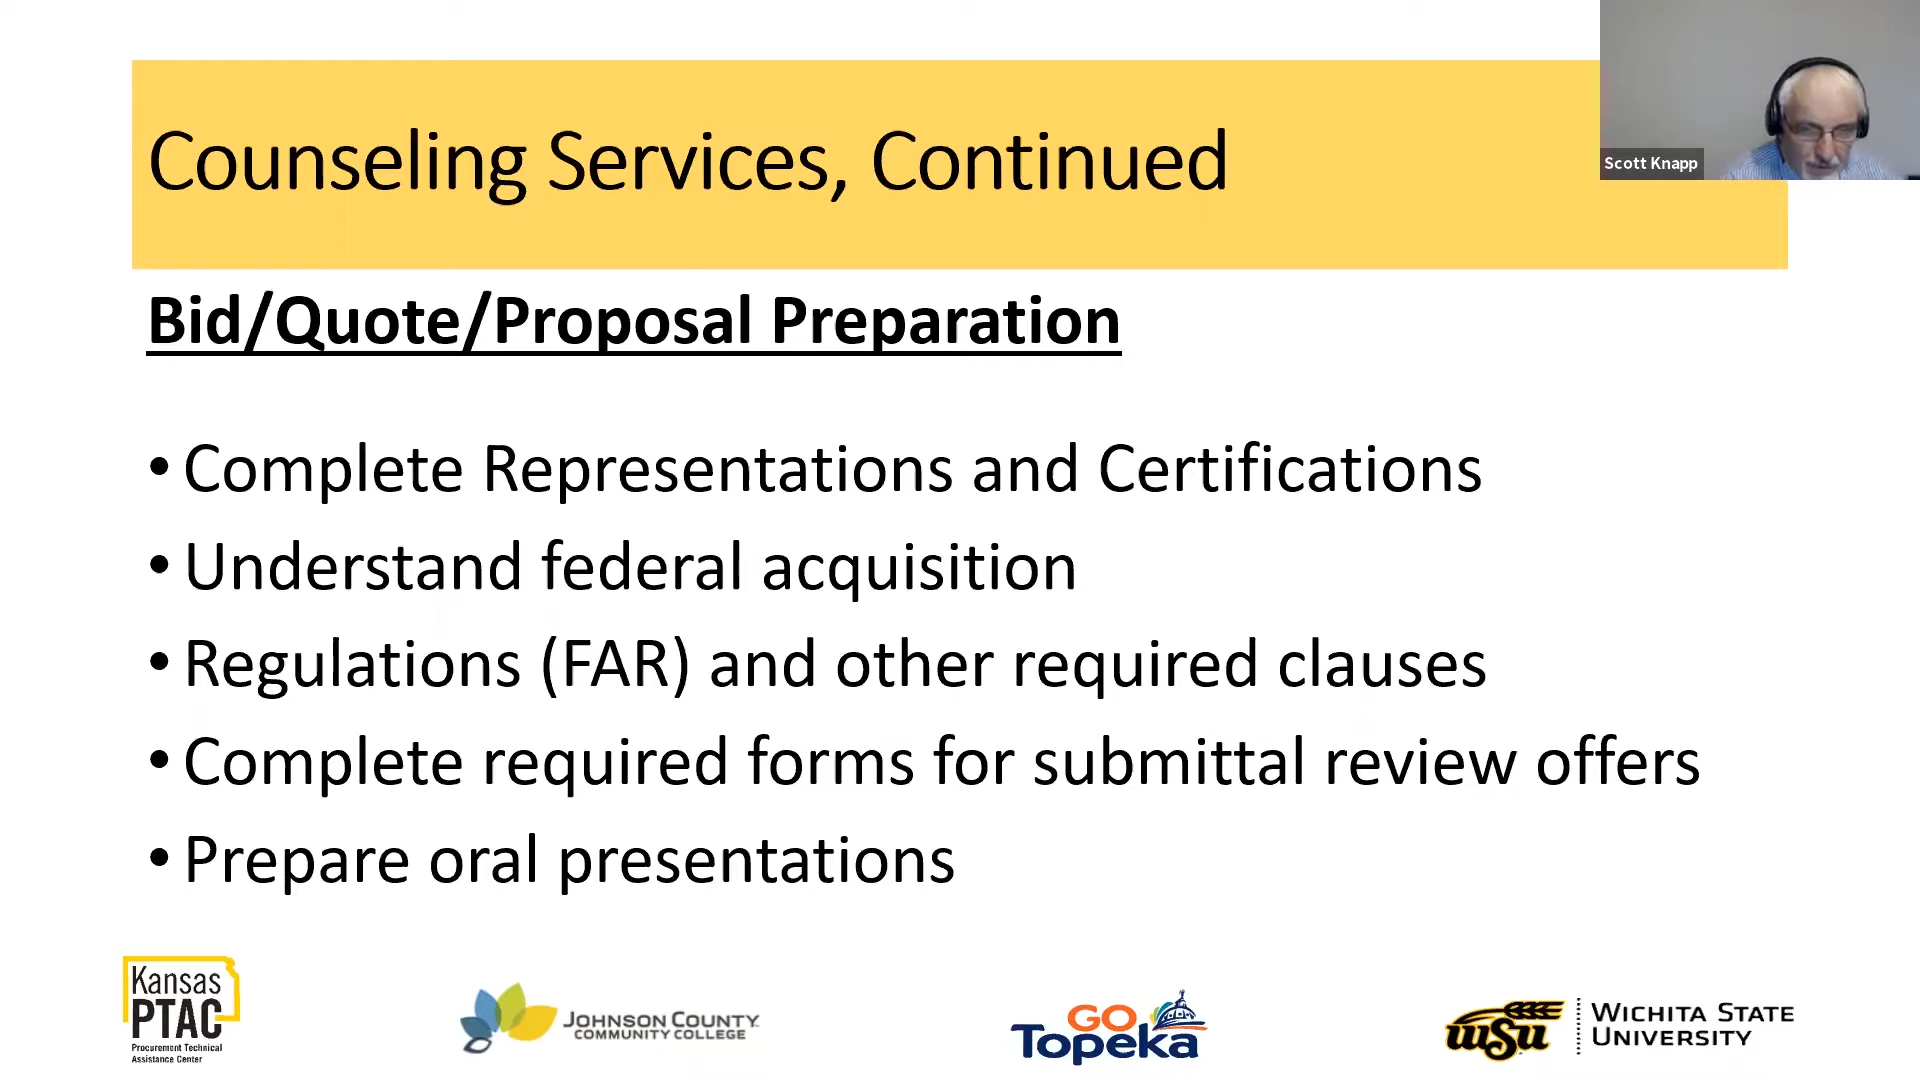 Counseling Services, Continued
Scott Knapp
Bid/Quote/Proposal Preparation
• Complete Representations and Certifications
• Understand federal acquisition
• Regulations (FAR) and other required clauses
• Complete required forms for submittal review offers
• Prepare oral presentations
Kansas
PTAC
Procurement Technical
Assistance Center
JOHNSON COUNTY
COMMUNITY COLLEGE
GO
Topeka
WSU
WICHITA STATE
UNIVERSITY